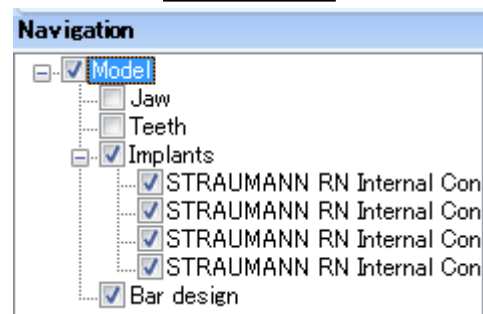 Navigation
Model
Jaw
Teeth
Implants
STRAUMANN RN Internal Con
STRAUMANN RN Internal Con
STRAUMANN RN Internal Con
STRAUMANN RN Internal Con
Bar design